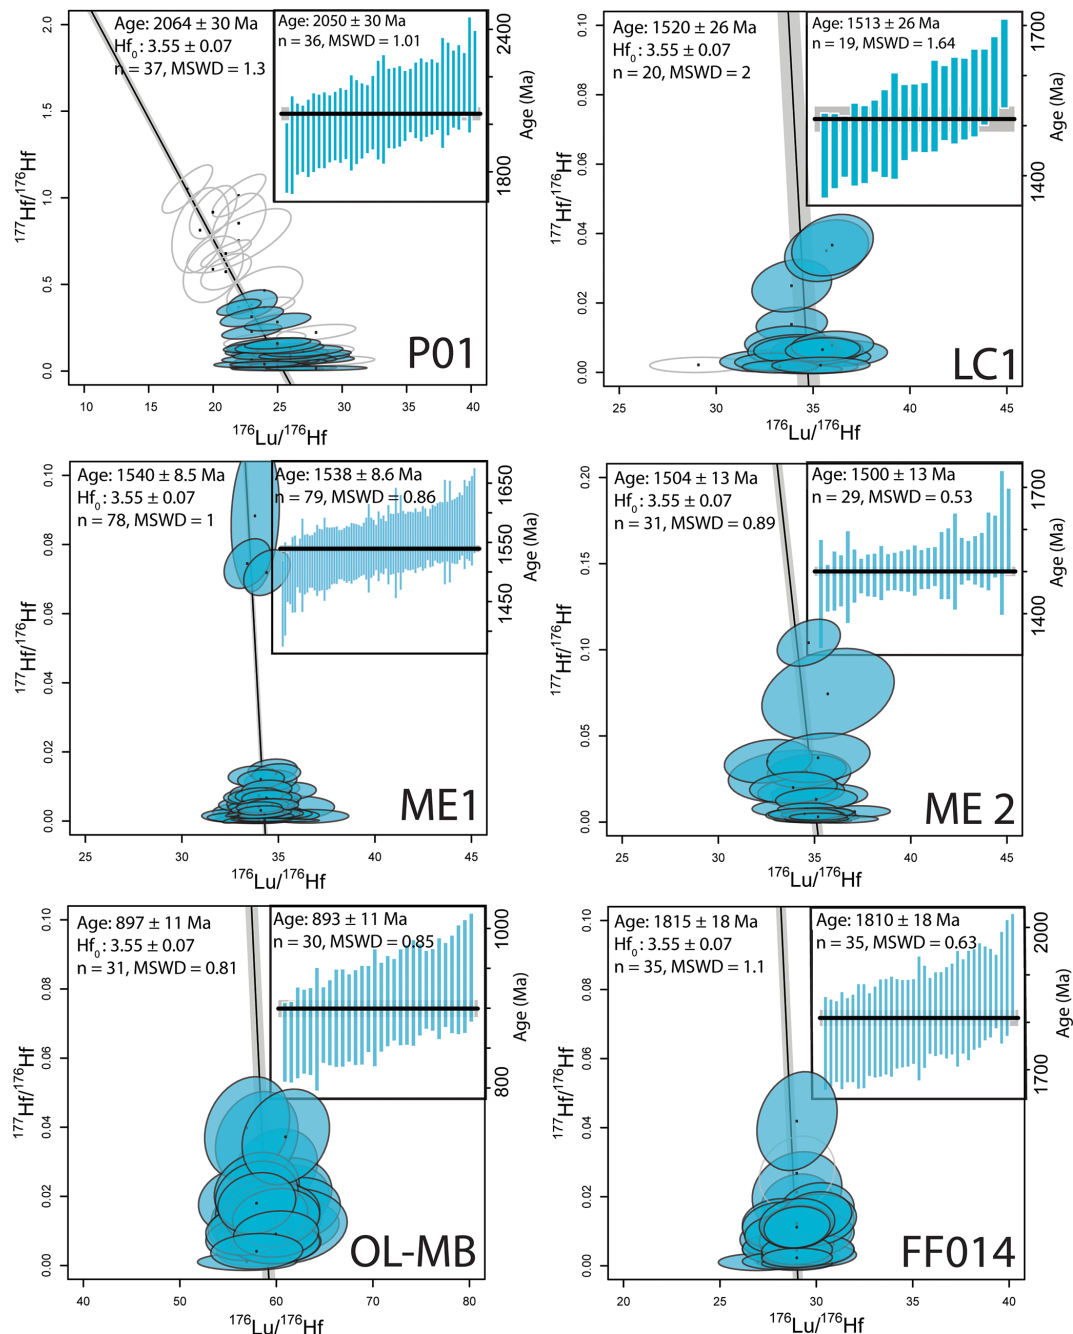 Age: 2064 ± 30 Ma
Hf0: 3.55 ± 0.07
n = 37, MSWD = 1.3
Age: 2050 ± 30 Ma
n = 36, MSWD = 1.01
2400
1800
Age (Ma)
2.0
1.5
1.0
0.5
0.0
177Hf/176Hf
P01
10 15 20 25 30 35 40
176Lu/176Hf
Age: 1520 ± 26 Ma
Hf0: 3.55 ± 0.07
n = 20, MSWD = 2
Age: 1513 ± 26 Ma
n = 19, MSWD = 1.64
1700
1400
Age (Ma)
0.10
0.08
0.06
0.04
0.02
0.00
177Hf/176Hf
LC1
25 30 35 40 45
176Lu/176Hf
Age: 1540 ± 8.5 Ma
Hf0: 3.55 ± 0.07
n = 78, MSWD = 1
Age: 1538 ± 8.6 Ma
n = 79, MSWD = 0.86
1650
1550
1450
Age (Ma)
0.10
0.08
0.06
0.04
0.02
0.00
177Hf/176Hf
ME1
25 30 35 40 45
176Lu/176Hf
Age: 1504 ± 13 Ma
Hf0: 3.55 ± 0.07
n = 31, MSWD = 0.89
Age: 1500 ± 13 Ma
n = 29, MSWD = 0.53
1700
1400
Age (Ma)
0.20
0.15
0.10
0.05
0.00
177Hf/176Hf
ME 2
25 30 35 40 45
176Lu/176Hf
Age: 897 ± 11 Ma
Hf0: 3.55 ± 0.07
n = 31, MSWD = 0.81
Age: 893 ± 11 Ma
n = 30, MSWD = 0.85
1000
800
Age (Ma)
0.10
0.08
0.06
0.04
0.02
0.00
177Hf/176Hf
OL-MB
40 50 60 70 80
176Lu/176Hf
Age: 1815 ± 18 Ma
Hf0: 3.55 ± 0.07
n = 35, MSWD = 1.1
Age: 1810 ± 18 Ma
n = 35, MSWD = 0.63
2000
1700
Age (Ma)
0.10
0.08
0.06
0.04
0.02
0.00
177Hf/176Hf
FF014
20 25 30 35 40
176Lu/176Hf